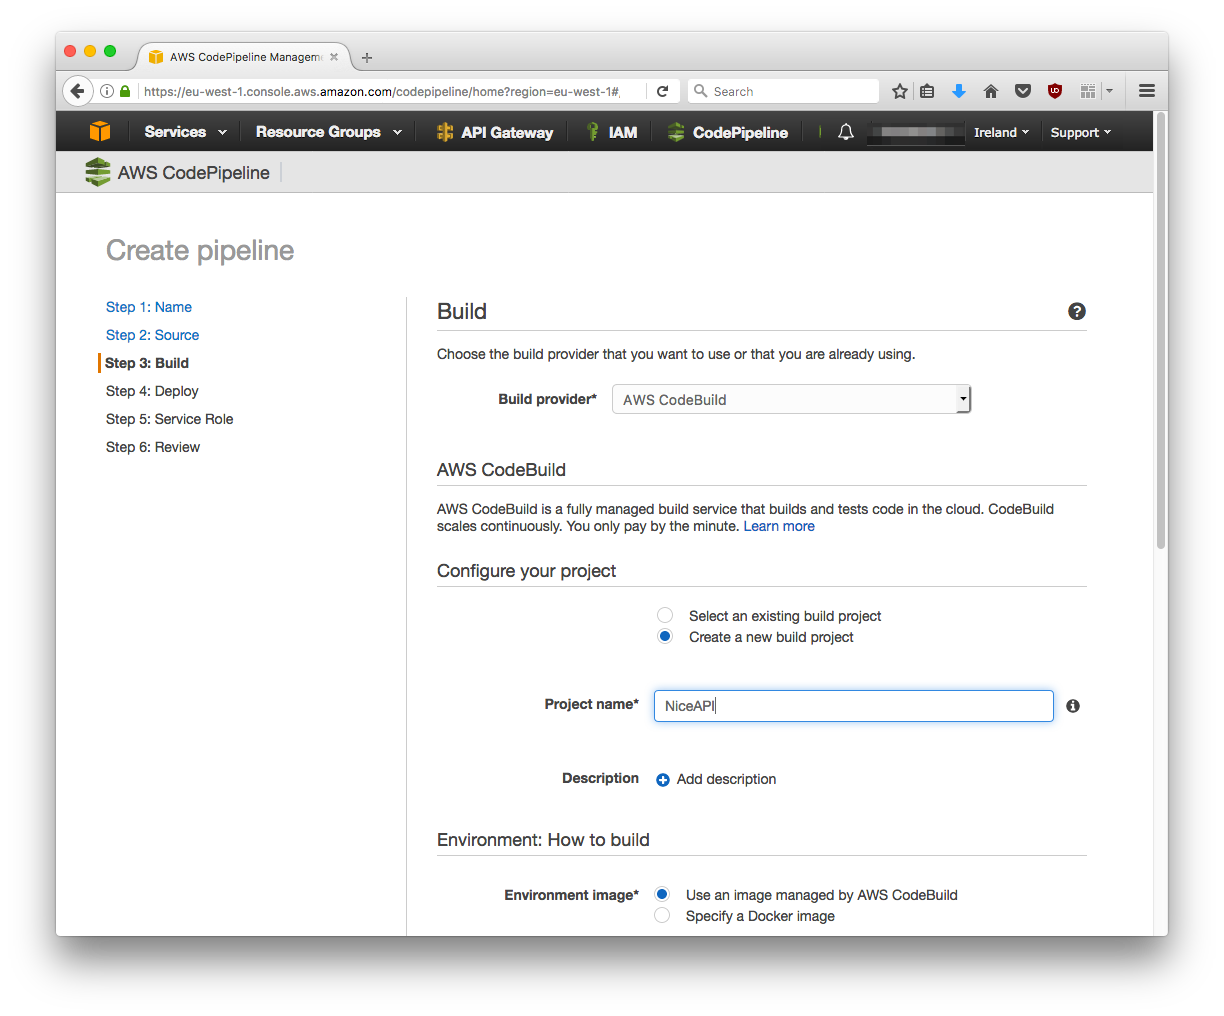 AWS CodePipeline Managem
https://eu-west-1.console.aws.amazon.com/codepipeline/home?region=eu-west-1#
Search
Services
Resource Groups
API Gateway
IAM
CodePipeline
Ireland
Support
AWS CodePipeline
Create pipeline
Step 1: Name
Step 2: Source
Step 3: Build
Step 4: Deploy
Step 5: Service Role
Step 6: Review
Build
Choose the build provider that you want to use or that you are already using.
Build provider*
AWS CodeBuild
AWS CodeBuild
AWS CodeBuild is a fully managed build service that builds and tests code in the cloud. CodeBuild
scales continuously. You only pay by the minute. Learn more
Configure your project
Select an existing build project
Create a new build project
Project name*
NiceAPI
Description
Add description
Environment: How to build
Environment image*
Use an image managed by AWS CodeBuild
Specify a Docker image